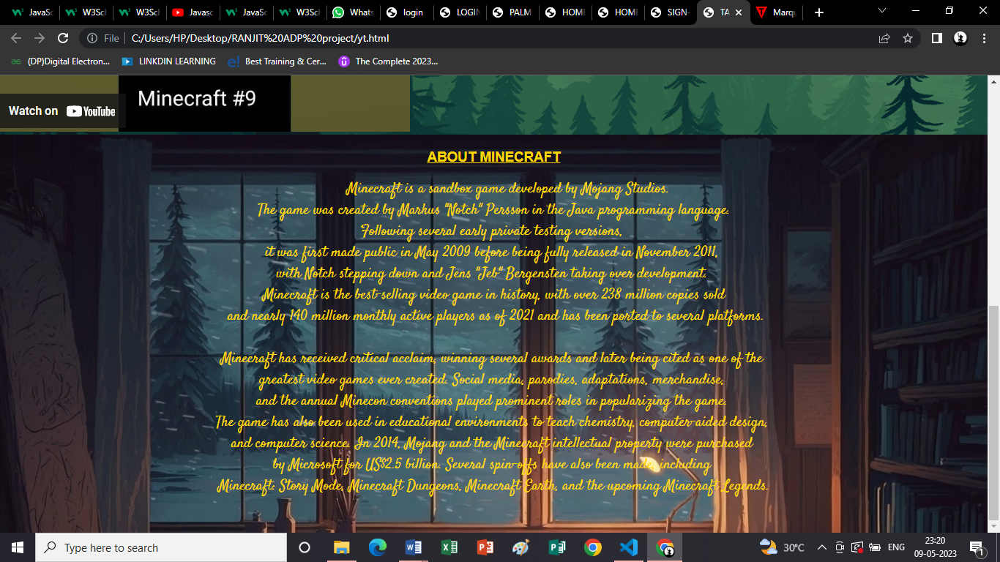 JavaSc
W3Sch
W3Sch
Javasc
JavaSc
W3Sch
Whats
login
LOGIN
PALM
HOME
HOME
SIGN-
TA
Marqu
File
C:/Users/HP/Desktop/RANJIT%20ADP%20project/yt.html
(DP)Digital Electron...
LINKDIN LEARNING
Best Training & Cer...
The Complete 2023...
Minecraft #9
Watch on YouTube
ABOUT MINECRAFT
Minecraft is a sandbox game developed by Mojang Studios.
The game was created by Markus "Notch" Persson in the Java programming language.
Following several early private testing versions,
it was first made public in May 2009 before being fully released in November 2011,
with Notch stepping down and Jens "Jeb" Bergensten taking over development.
Minecraft is the best-selling video game in history, with over 238 million copies sold
and nearly 140 million monthly active players as of 2021 and has been ported to several platforms.
Minecraft has received critical acclaim, winning several awards and later being cited as one of the
greatest video games ever created. Social media, parodies, adaptations, merchandise,
and the annual Minecon conventions played prominent roles in popularizing the game.
The game has also been used in educational environments to teach chemistry, computer-aided design,
and computer science. In 2014, Mojang and the Minecraft intellectual property were purchased
by Microsoft for US$2.5 billion. Several spin-offs have also been made, including
Minecraft: Story Mode, Minecraft Dungeons, Minecraft Earth, and the upcoming Minecraft Legends.
Type here to search
30°C
ENG
23:20
09-05-2023
1